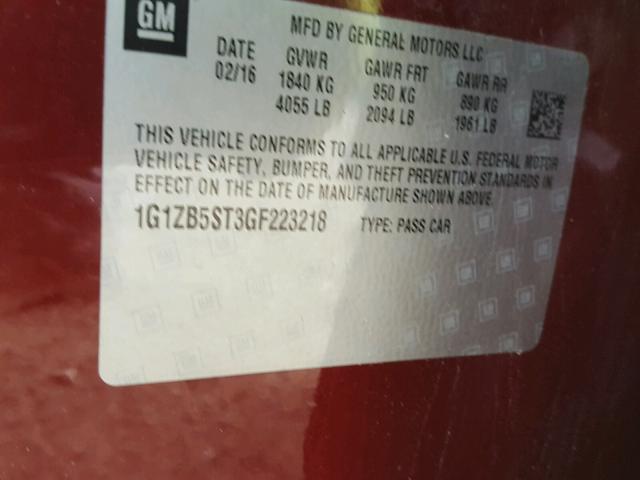 GM
MFD BY GENERAL MOTORS LLC
DATE GVWR GAWR FRT GAWR RR
02/16 1840 KG 950 KG 890 KG
4055 LB 2094 LB 1961 LB
THIS VEHICLE CONFORMS TO ALL APPLICABLE U.S. FEDERAL MOTOR
VEHICLE SAFETY, BUMPER, AND THEFT PREVENTION STANDARDS IN
EFFECT ON THE DATE OF MANUFACTURE SHOWN ABOVE.
1G1ZB5ST3GF223218 TYPE: PASS CAR